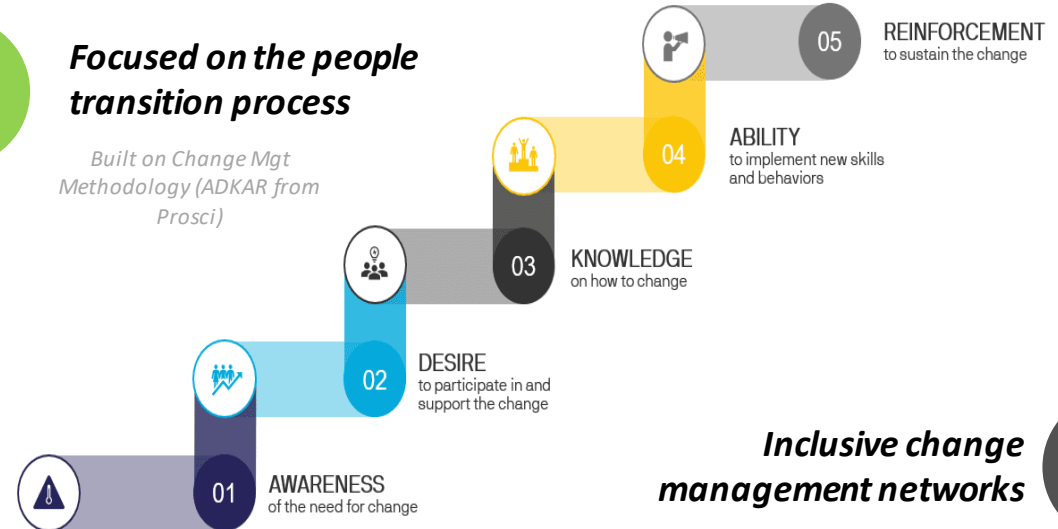 Focused on the people
transition process
Built on Change Mgt
Methodology (ADKAR from
Prosci)
05
REINFORCEMENT
to sustain the change
04
ABILITY
to implement new skills
and behaviors
03
KNOWLEDGE
on how to change
02
DESIRE
to participate in and
support the change
01
AWARENESS
of the need for change
Inclusive change
management networks